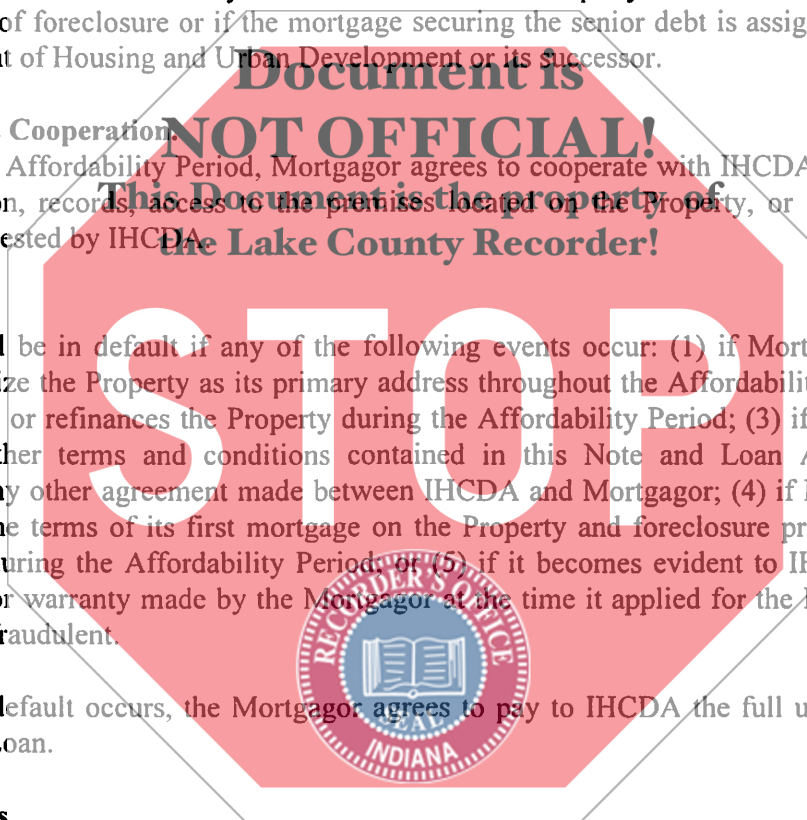 of foreclosure or if the mortgage securing the senior debt is assig
t of Housing and Urban Development or its successor.
Document is
NOT OFFICIAL!
This Document is the property of
the Lake County Recorder!
Cooperation.
Affordability Period, Mortgagor agrees to cooperate with IHCDA
n, records, access to the premises located on the Property, or
ested by IHCDA.
STOP
l be in default if any of the following events occur: (1) if Mort
ize the Property as its primary address throughout the Affordabilit
or refinances the Property during the Affordability Period; (3) if
her terms and conditions contained in this Note and Loan A
ny other agreement made between IHCDA and Mortgagor; (4) if
he terms of its first mortgage on the Property and foreclosure pr
uring the Affordability Period; or (5) if it becomes evident to IH
or warranty made by the Mortgagor at the time it applied for the
fraudulent.
RECORDER'S OFFICE
SEAL
INDIANA
default occurs, the Mortgagor agrees to pay to IHCDA the full u
Loan.